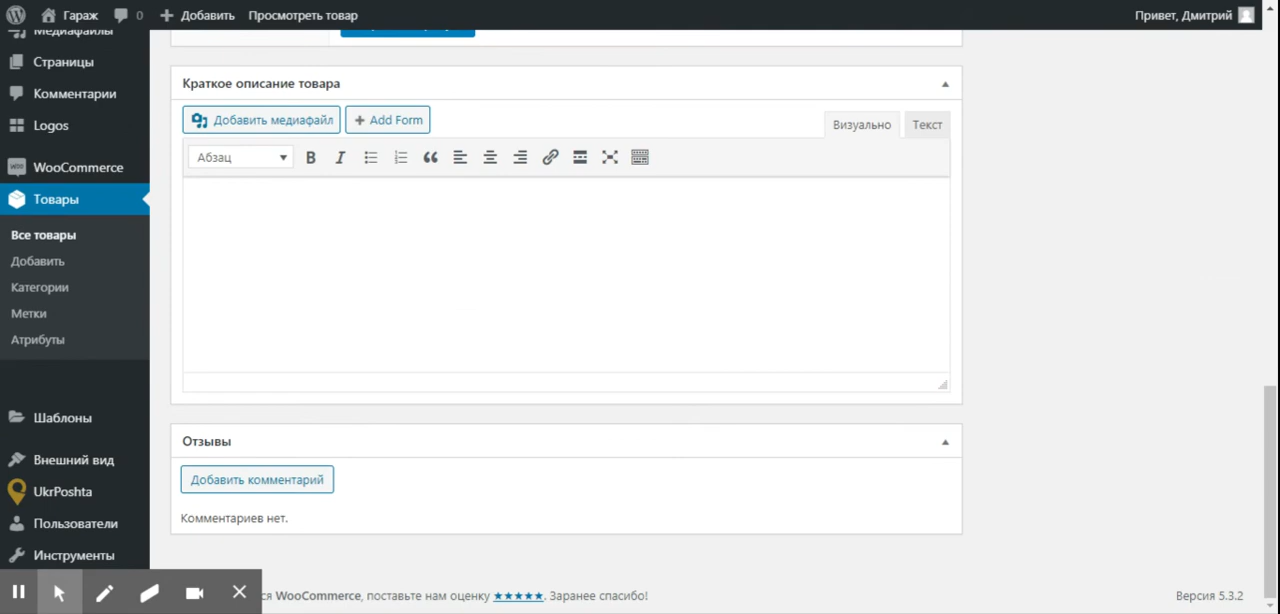 Гараж 0 Добавить Просмотреть товар Привет, Дмитрий
Медиафайлы
Страницы
Комментарии
Logos
WooCommerce
Товары
Все товары
Добавить
Категории
Метки
Атрибуты
Шаблоны
Внешний вид
UkrPoshta
Пользователи
Инструменты
Краткое описание товара
Добавить медиафайл Add Form Визуально Текст
Абзац B I
Отзывы
Добавить комментарий
Комментариев нет.
ся WooCommerce, поставьте нам оценку ★★★★★. Заранее спасибо! Версия 5.3.2